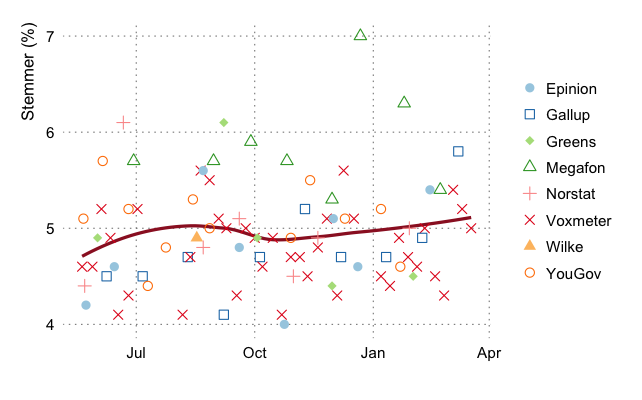 Stemmer (%)
7
6
5
4
Jul
Oct
Jan
Apr
Epinion
Gallup
Greens
Megafon
Norstat
Voxmeter
Wilke
YouGov